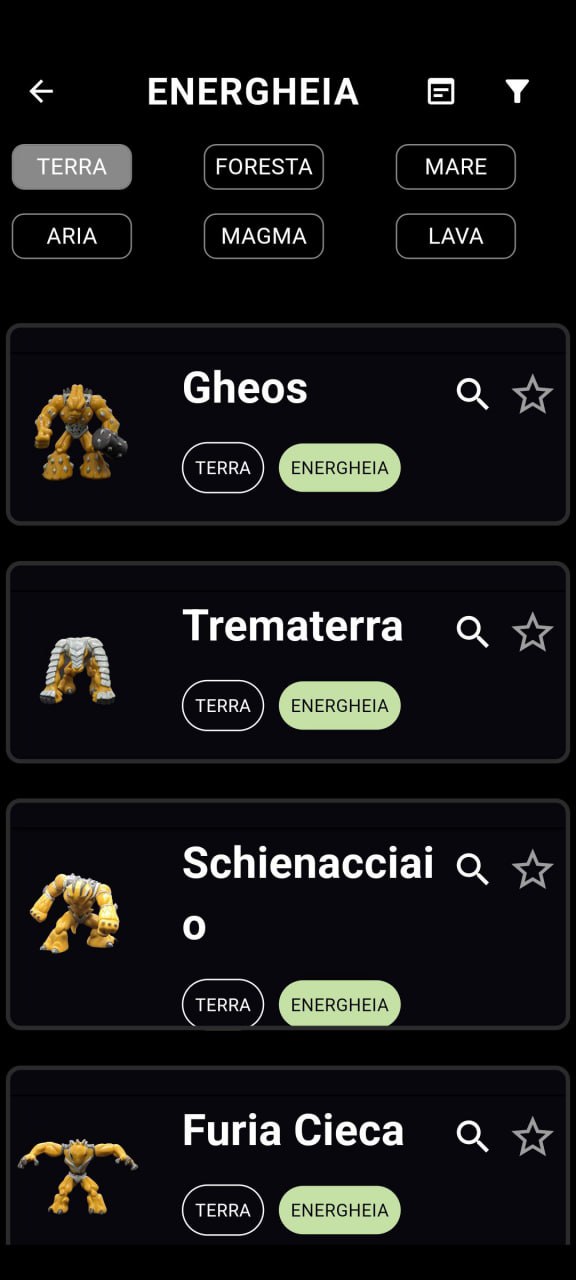 ENERGHEIA
TERRA FORESTA MARE
ARIA MAGMA LAVA
Gheos
TERRA ENERGHEIA
Trematerra
TERRA ENERGHEIA
Schienacciai
o
TERRA ENERGHEIA
Furia Cieca
TERRA ENERGHEIA